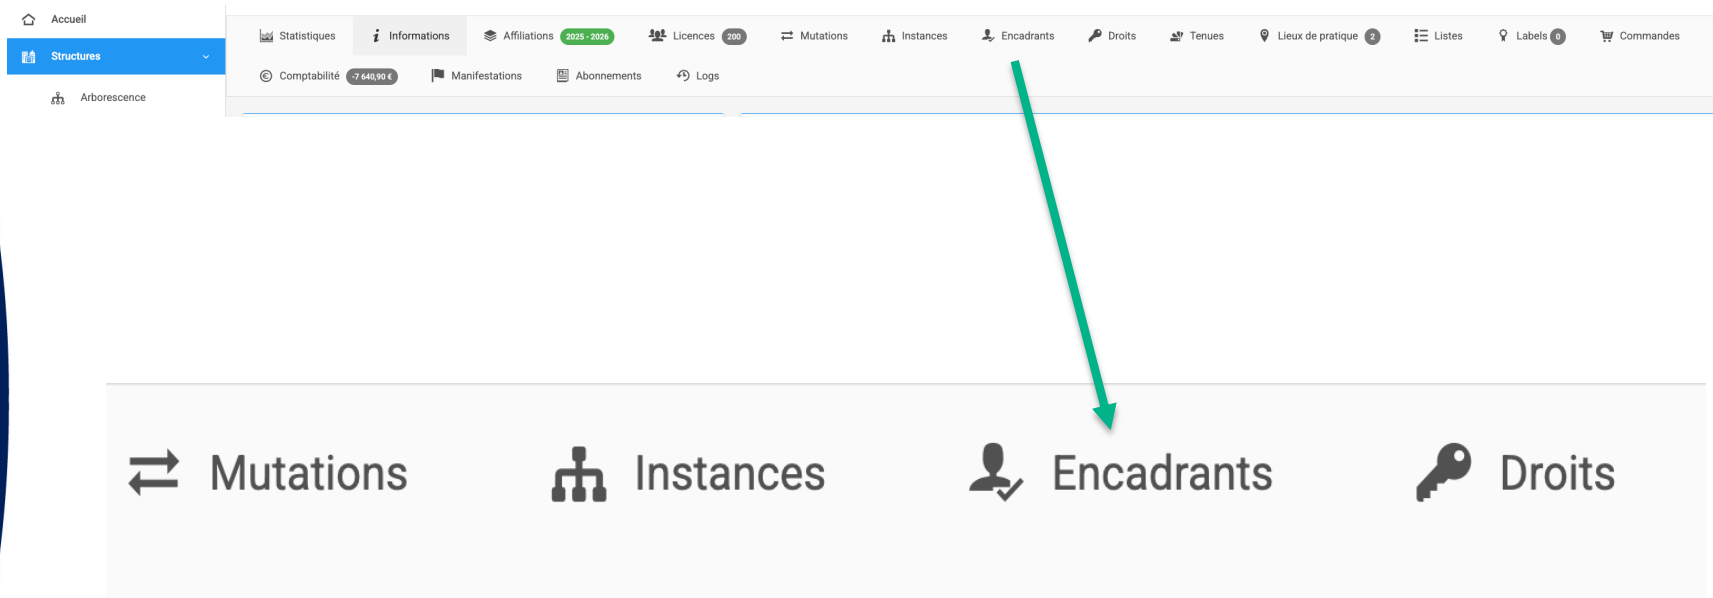 Accueil
Structures
Arborescence
Statistiques Informations Affiliations 2025 - 2026 Licences 200 Mutations Instances Encadrants Droits Tenues Lieux de pratique 2 Listes Labels 0 Commandes
Comptabilité -7 640,90 € Manifestations Abonnements Logs
Mutations Instances Encadrants Droits